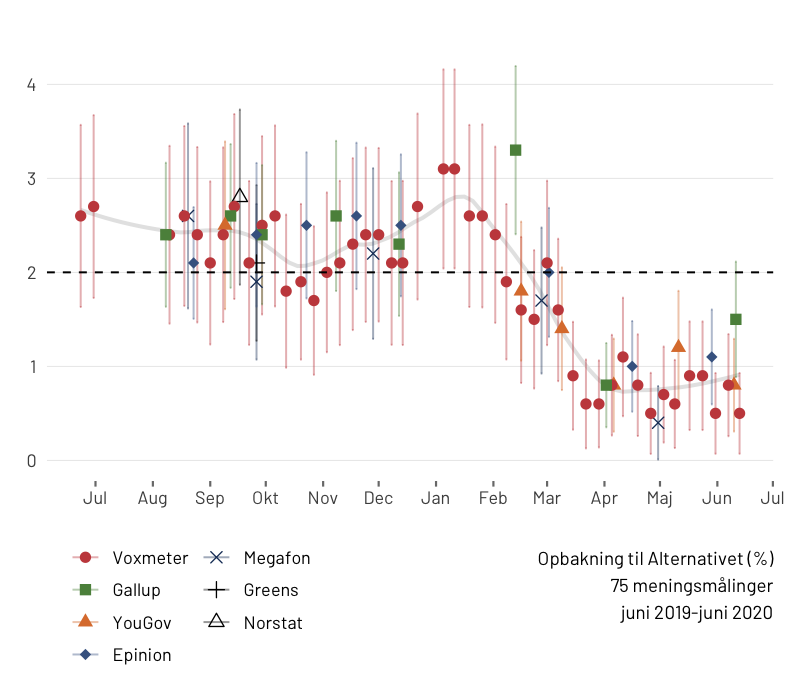 4
3
2
1
0
Jul Aug Sep Okt Nov Dec Jan Feb Mar Apr Maj Jun Jul
Voxmeter
Gallup
YouGov
Epinion
Megafon
Greens
Norstat
Opbakning til Alternativet (%)
75 meningsmålinger
juni 2019-juni 2020